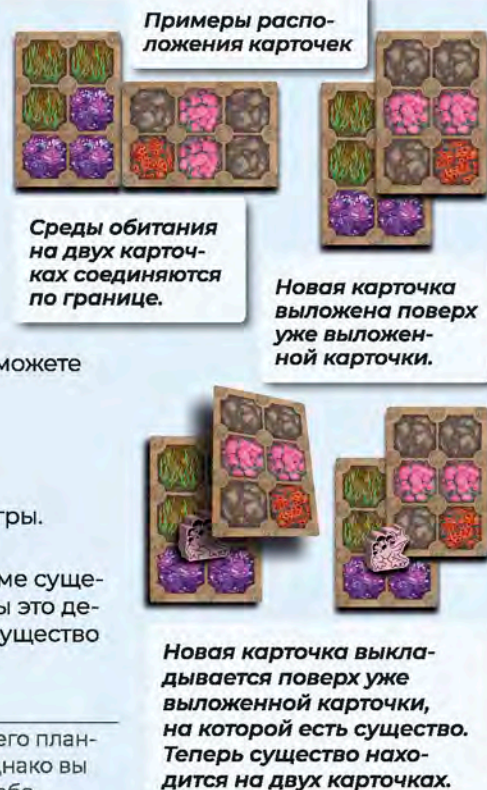 Примеры распо-
ложения карточек
Среды обитания
на двух карточ-
ках соединяются
по границе.
Новая карточка
выложена поверх
уже выложен-
ной карточки.
можете
гры.
ме суще-
ы это де-
ущество
его план-
днако вы
Новая карточка выкла-
дывается поверх уже
выложенной карточки,
на которой есть существо.
Теперь существо нахо-
дится на двух карточках.